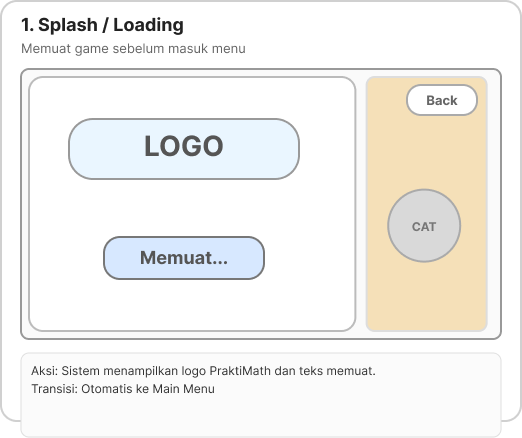 1. Splash / Loading
Memuat game sebelum masuk menu
Back
LOGO
CAT
Memuat...
Aksi: Sistem menampilkan logo PraktiMath dan teks memuat.
Transisi: Otomatis ke Main Menu